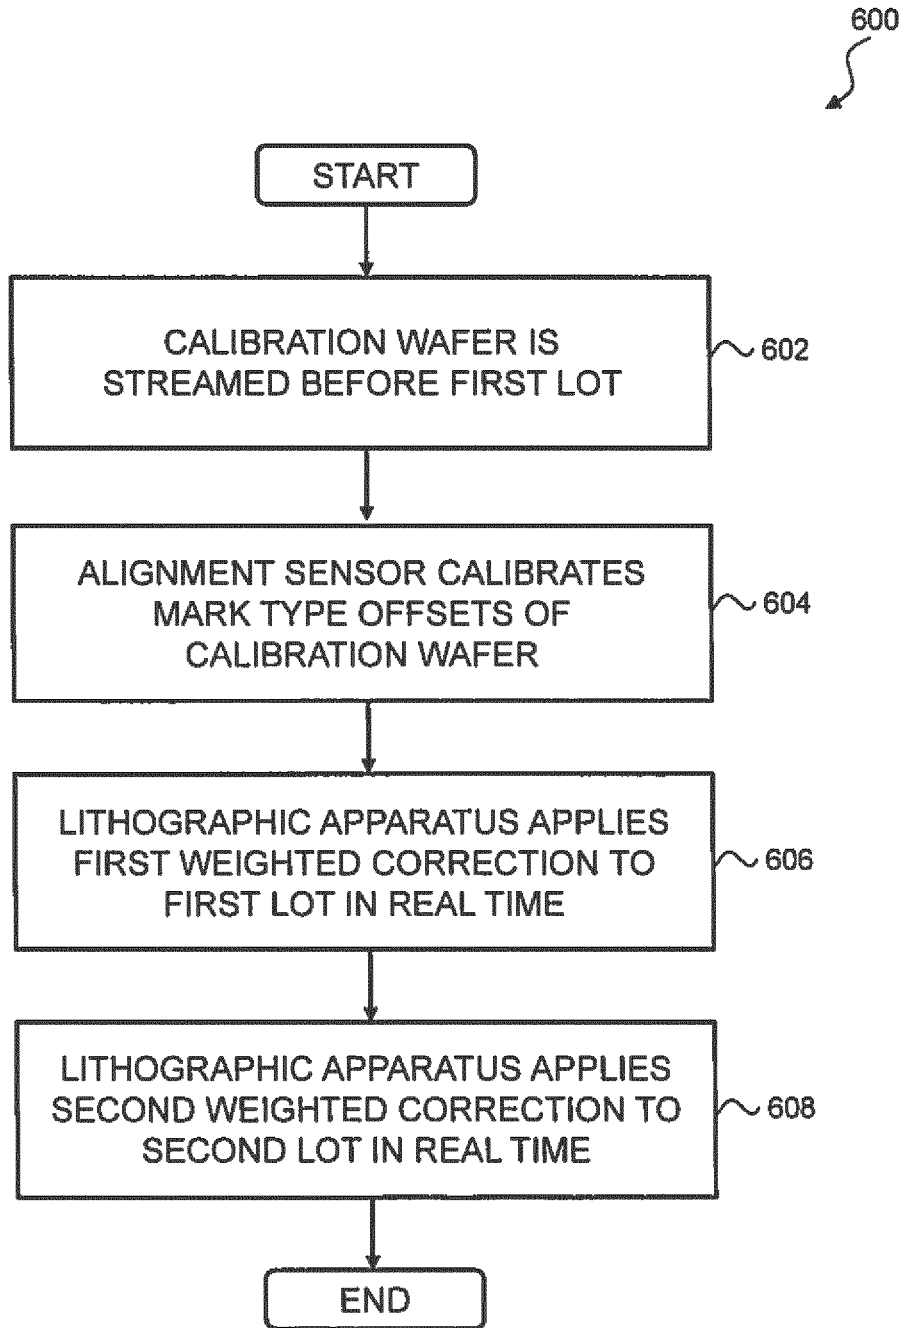 600
START
CALIBRATION WAFER IS
STREAMED BEFORE FIRST LOT
602
ALIGNMENT SENSOR CALIBRATES
MARK TYPE OFFSETS OF
CALIBRATION WAFER
604
LITHOGRAPHIC APPARATUS APPLIES
FIRST WEIGHTED CORRECTION TO
FIRST LOT IN REAL TIME
606
LITHOGRAPHIC APPARATUS APPLIES
SECOND WEIGHTED CORRECTION TO
SECOND LOT IN REAL TIME
608
END